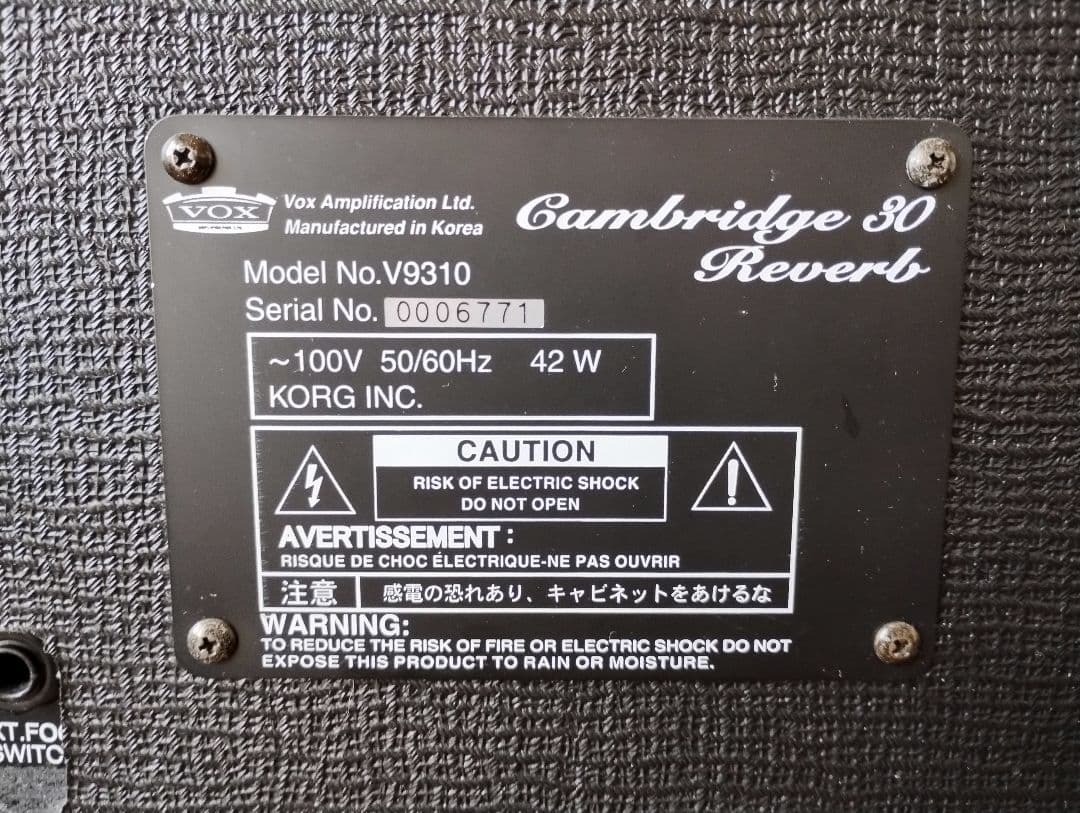 VOX
Vox Amplification Ltd.
Manufactured in Korea
Cambridge 30
Reverb
Model No.V9310
Serial No. 0006771
~100V 50/60Hz 42 W
KORG INC.
CAUTION
RISK OF ELECTRIC SHOCK
DO NOT OPEN
AVERTISSEMENT :
RISQUE DE CHOC ÉLECTRIQUE-NE PAS OUVRIR
注意 感電の恐れあり、キャビネットをあけるな
WARNING:
TO REDUCE THE RISK OF FIRE OR ELECTRIC SHOCK DO NOT
EXPOSE THIS PRODUCT TO RAIN OR MOISTURE.